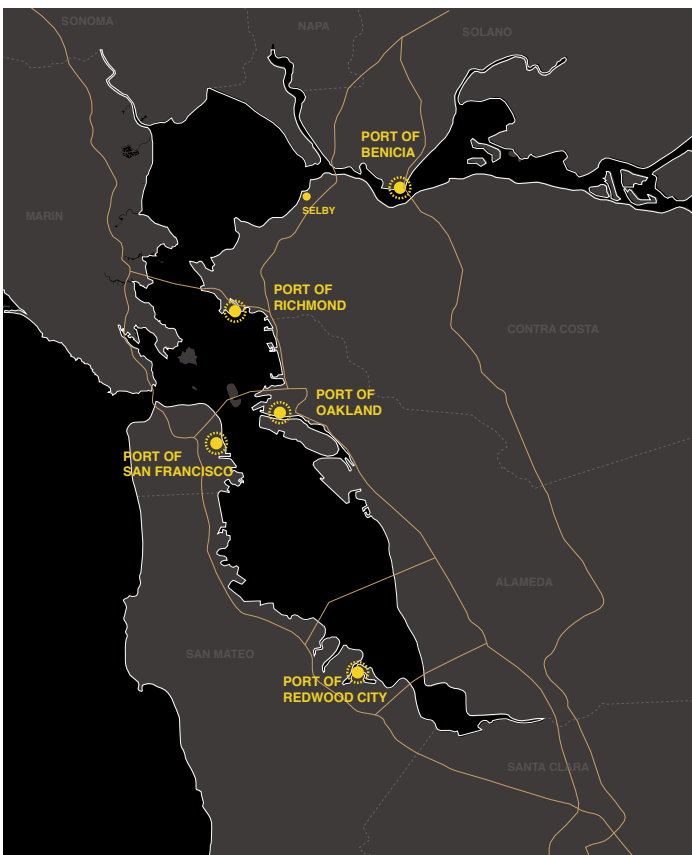 SONOMA
NAPA
SOLANO
PORT OF
BENICIA
SELBY
MARIN
PORT OF
RICHMOND
CONTRA COSTA
PORT OF
OAKLAND
PORT OF
SAN FRANCISCO
ALAMEDA
SAN MATEO
PORT OF
REDWOOD CITY
SANTA CLARA